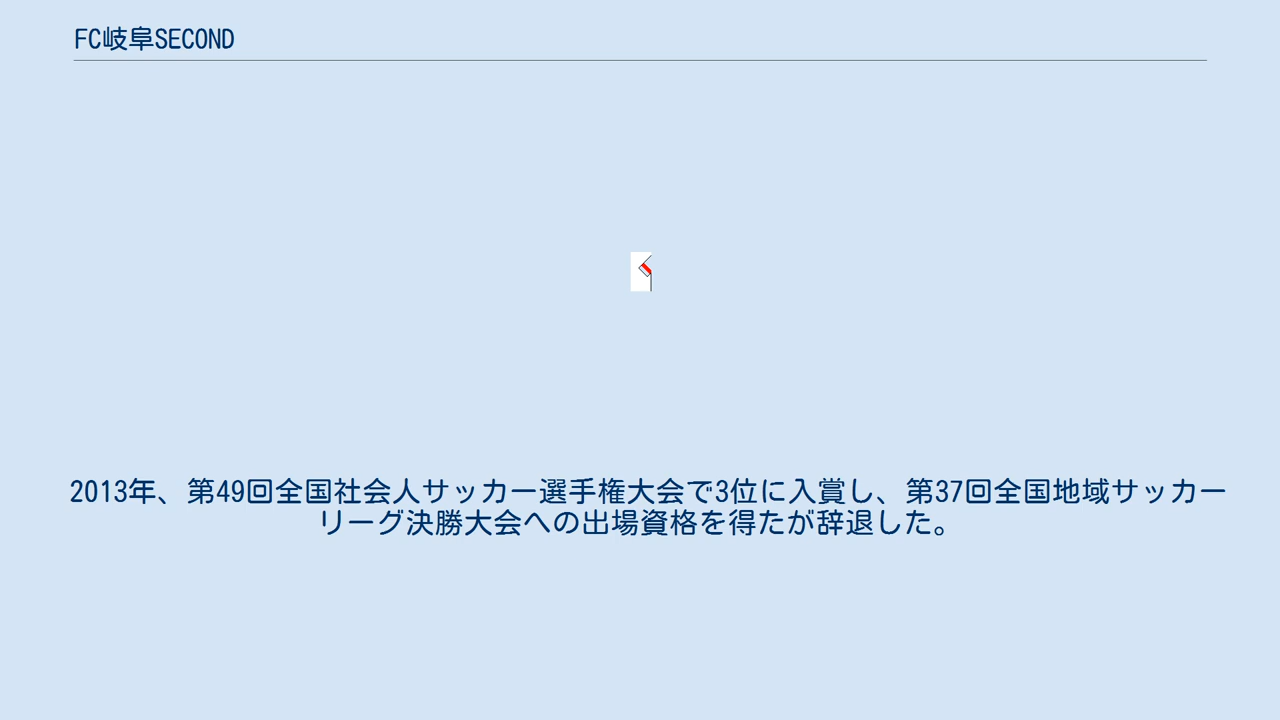 FC岐阜SECOND
2013年、第49回全国社会人サッカー選手権大会で3位に入賞し、第37回全国地域サッカー
リーグ決勝大会への出場資格を得たが辞退した。